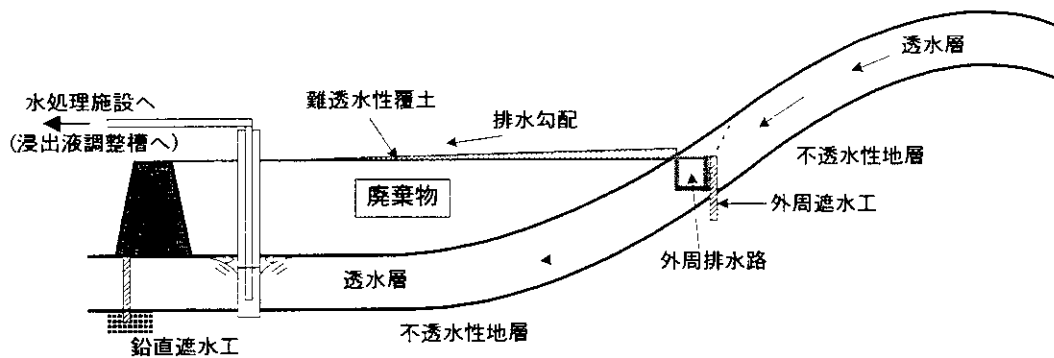 透水層
水処理施設へ
(浸出液調整槽へ)
難透水性覆土
排水勾配
不透水性地層
廃棄物
外周遮水工
外周排水路
透水層
不透水性地層
鉛直遮水工